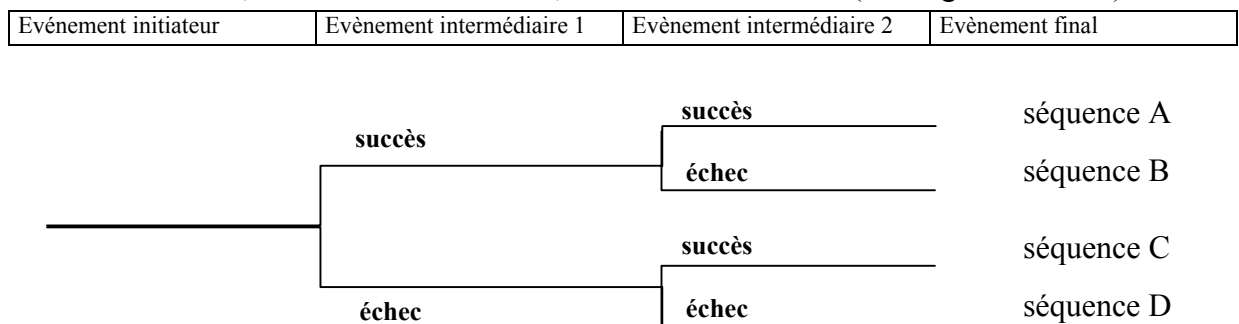 Evénement initiateur Evènement intermédiaire 1 Evènement intermédiaire 2 Evènement final
succès séquence A
succès
échec séquence B
succès séquence C
échec échec séquence D